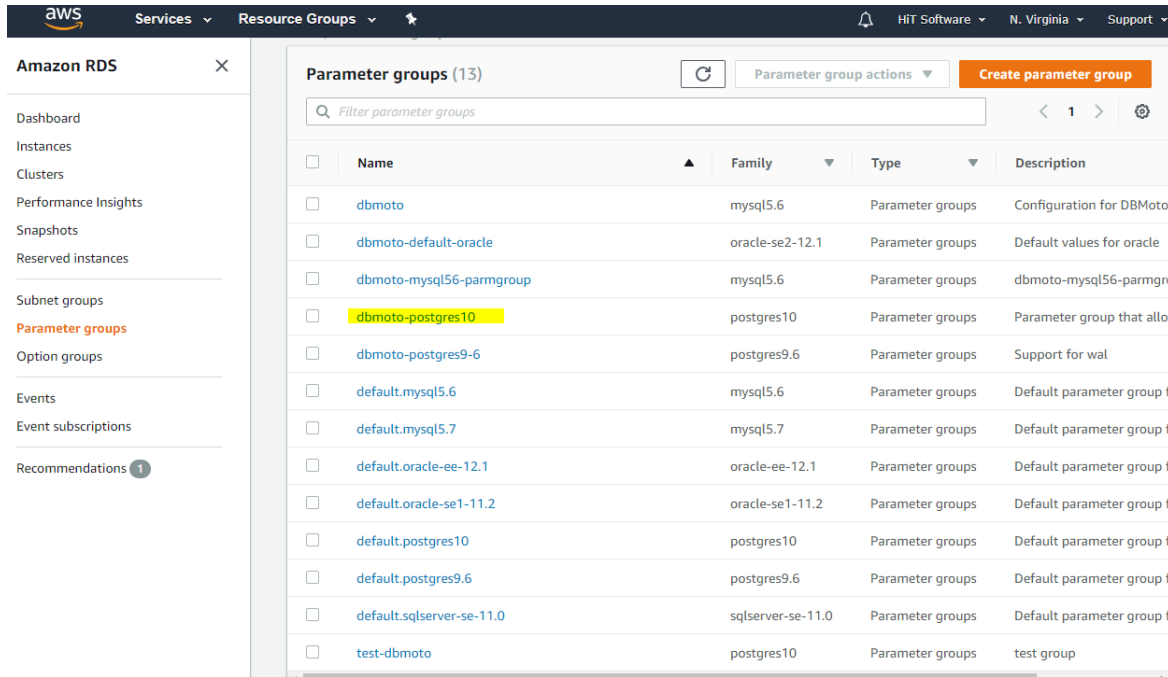 aws Services Resource Groups HiT Software N. Virginia Support
Amazon RDS
Dashboard
Instances
Clusters
Performance Insights
Snapshots
Reserved instances
Subnet groups
Parameter groups
Option groups
Events
Event subscriptions
Recommendations 1
Parameter groups (13) Parameter group actions Create parameter group
Filter parameter groups 1
Name Family Type Description
dbmoto mysql5.6 Parameter groups Configuration for DBMoto
dbmoto-default-oracle oracle-se2-12.1 Parameter groups Default values for oracle
dbmoto-mysql56-parmgroup mysql5.6 Parameter groups dbmoto-mysql56-parmgr
dbmoto-postgres10 postgres10 Parameter groups Parameter group that allo
dbmoto-postgres9-6 postgres9.6 Parameter groups Support for wal
default.mysql5.6 mysql5.6 Parameter groups Default parameter group f
default.mysql5.7 mysql5.7 Parameter groups Default parameter group f
default.oracle-ee-12.1 oracle-ee-12.1 Parameter groups Default parameter group f
default.oracle-se1-11.2 oracle-se1-11.2 Parameter groups Default parameter group f
default.postgres10 postgres10 Parameter groups Default parameter group f
default.postgres9.6 postgres9.6 Parameter groups Default parameter group f
default.sqlserver-se-11.0 sqlserver-se-11.0 Parameter groups Default parameter group f
test-dbmoto postgres10 Parameter groups test group